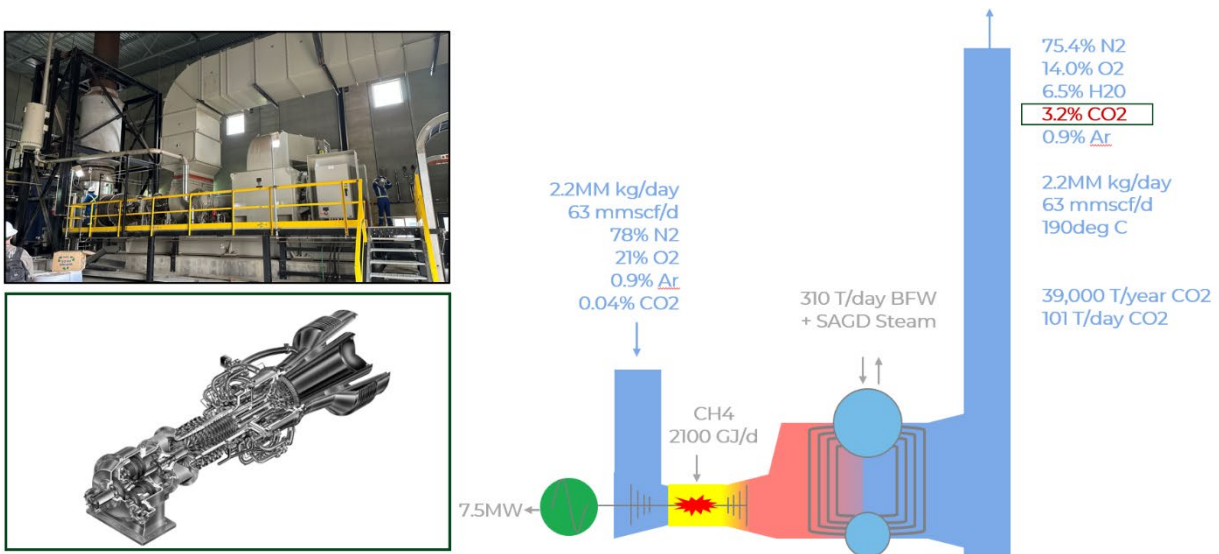 2.2MM kg/day
63 mmscf/d
78% N2
21% O2
0.9% Ar
0.04% CO2
7.5MW
CH4
2100 GJ/d
310 T/day BFW
+ SAGD Steam
75.4% N2
14.0% O2
6.5% H20
3.2% CO2
0.9% Ar
2.2MM kg/day
63 mmscf/d
190deg C
39,000 T/year CO2
101 T/day CO2